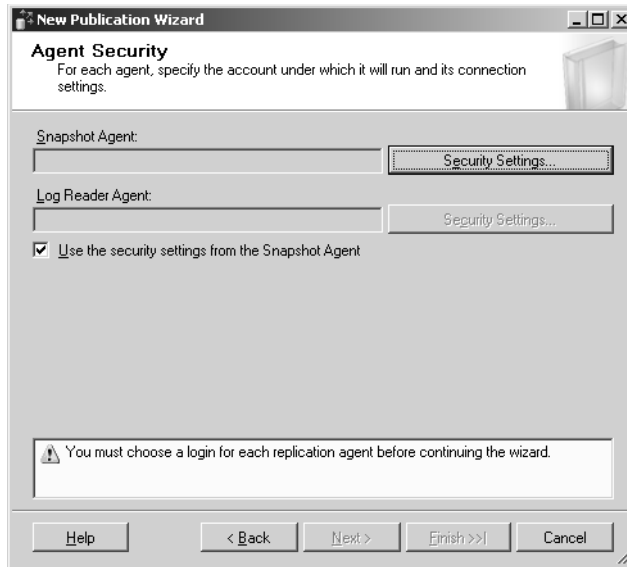 New Publication Wizard
Agent Security
For each agent, specify the account under which it will run and its connection
settings.
Snapshot Agent:
Security Settings...
Log Reader Agent:
Security Settings...
Use the security settings from the Snapshot Agent
You must choose a login for each replication agent before continuing the wizard.
Help
< Back
Next >
Finish >>|
Cancel